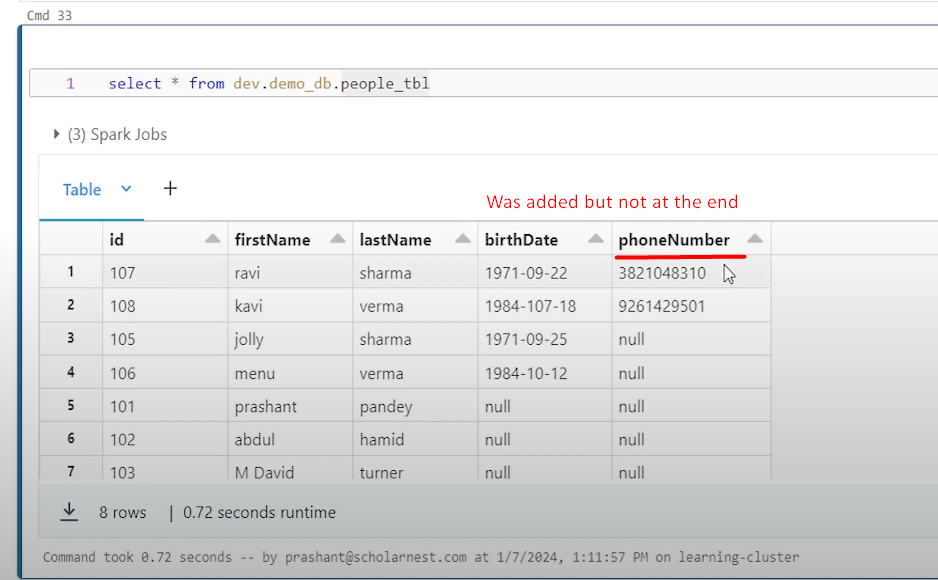 Cmd 33
1 select * from dev.demo_db.people_tbl
(3) Spark Jobs
Table +
Was added but not at the end
id firstName lastName birthDate phoneNumber
1 107 ravi sharma 1971-09-22 3821048310
2 108 kavi verma 1984-107-18 9261429501
3 105 jolly sharma 1971-09-25 null
4 106 menu verma 1984-10-12 null
5 101 prashant pandey null null
6 102 abdul hamid null null
7 103 M David turner null null
8 rows | 0.72 seconds runtime
Command took 0.72 seconds -- by prashant@scholarnest.com at 1/7/2024, 1:11:57 PM on learning-cluster